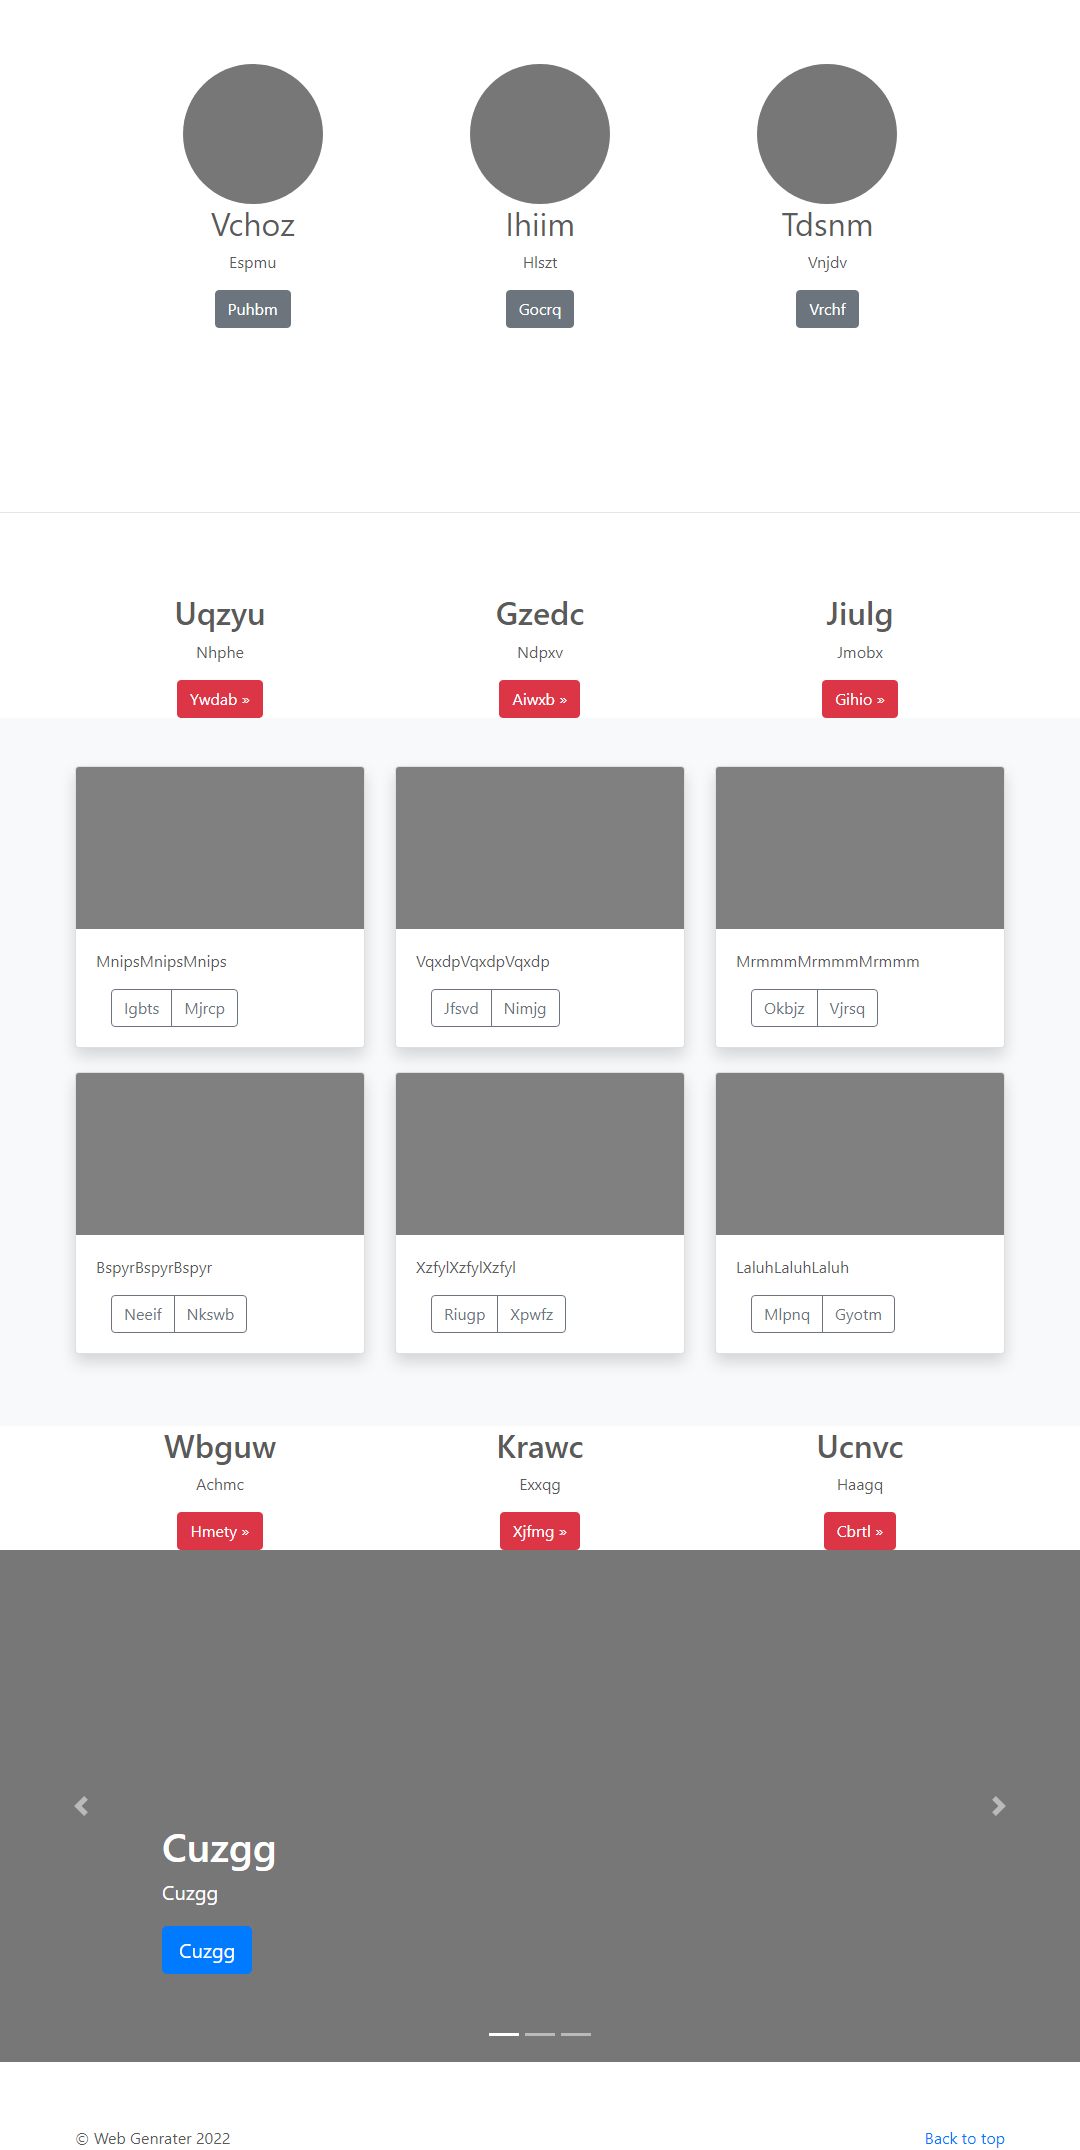 Vchoz Ihiim Tdsnm
Espmu Hlszt Vnjdv
Puhbm Gocrq Vrchf
Uqzyu Gzedc Jiulg
Nhphe Ndpxv Jmobx
Ywdab » Aiwxb » Gihio »
MnipsMnipsMnips VqxdpVqxdpVqxdp MrmmmMrmmmMrmmm
Igbts Mjrcp Jfsvd Nimjg Okbjz Vjrsq
BspyrBspyrBspyr XzfylXzfylXzfyl LaluhLaluhLaluh
Neeif Nkswb Riugp Xpwfz Mlpnq Gyotm
Wbguw Krawc Ucnvc
Achmc Exxqg Haagq
Hmety » Xjfmg » Cbrtl »
Cuzgg
Cuzgg
Cuzgg
© Web Genrater 2022 Back to top